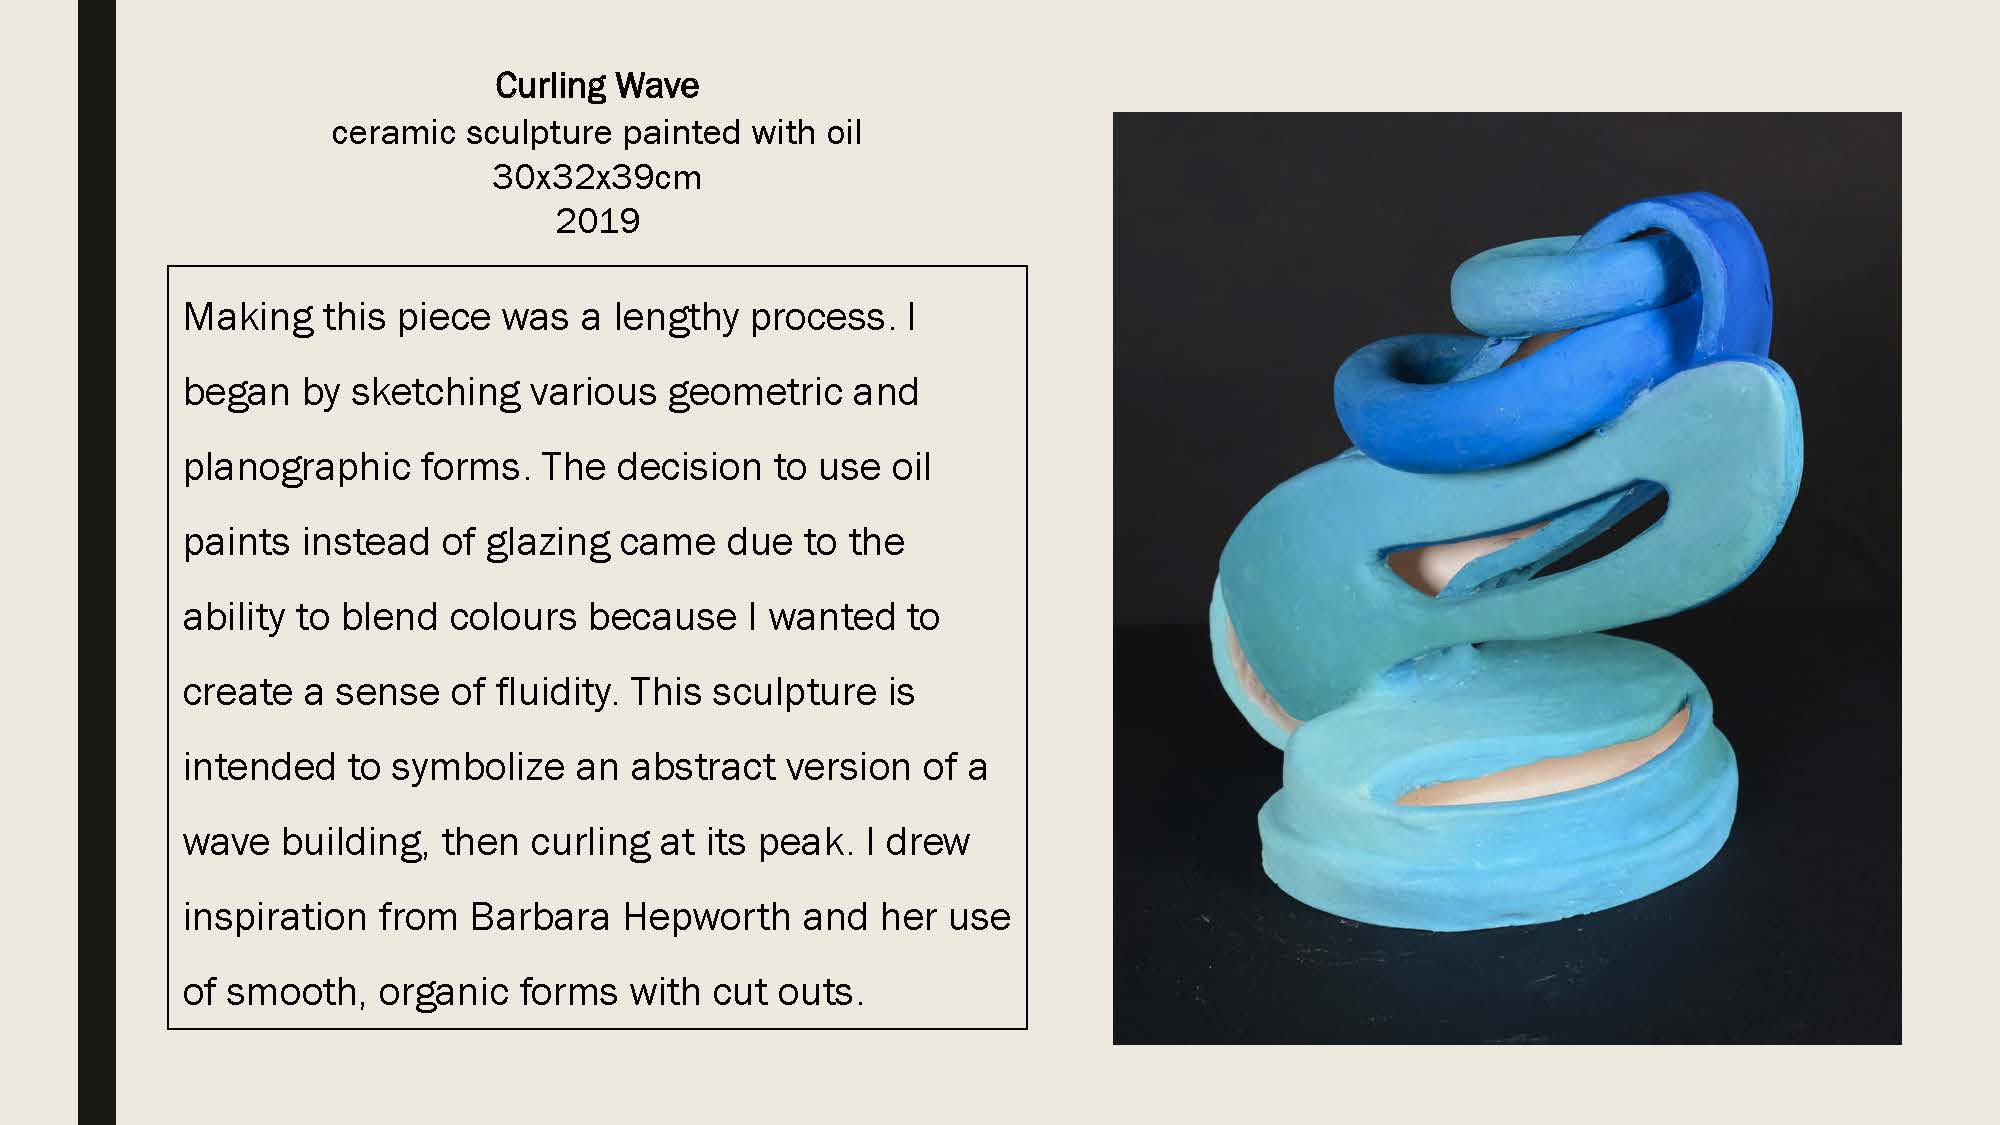 Curling Wave
ceramic sculpture painted with oil
30x32x39cm
2019
Making this piece was a lengthy process. I
began by sketching various geometric and
planographic forms. The decision to use oil
paints instead of glazing came due to the
ability to blend colours because I wanted to
create a sense of fluidity. This sculpture is
intended to symbolize an abstract version of a
wave building, then curling at its peak. I drew
inspiration from Barbara Hepworth and her use
of smooth, organic forms with cut outs.